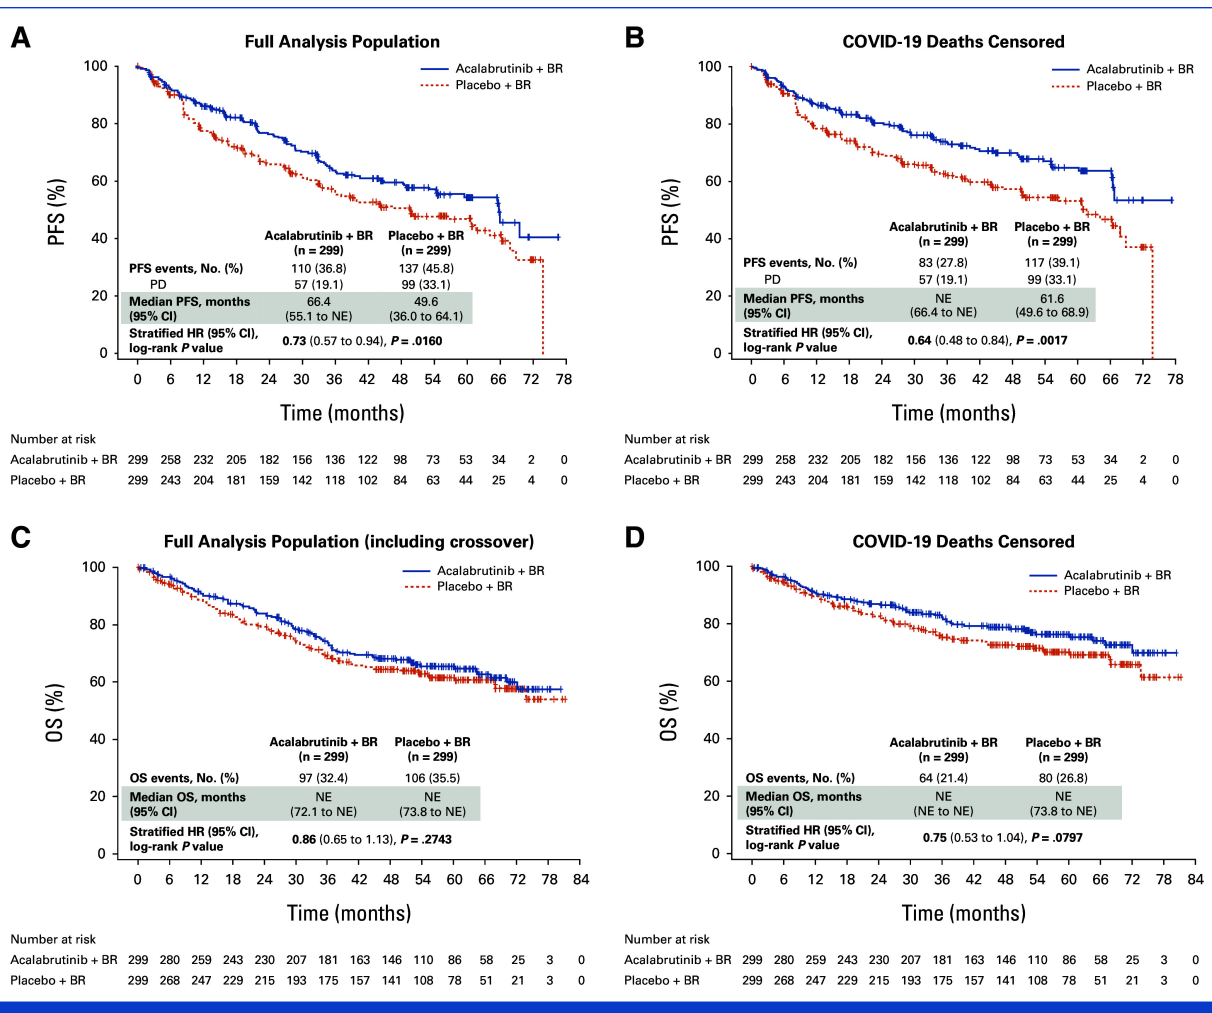 A
Full Analysis Population
Acalabrutinib + BR
Placebo + BR
100
80
60
40
20
0
PFS (%)
Acalabrutinib + BR Placebo + BR
(n = 299) (n = 299)
PFS events, No. (%) 110 (36.8) 137 (45.8)
PD 57 (19.1) 99 (33.1)
Median PFS, months 66.4 49.6
(95% CI) (55.1 to NE) (36.0 to 64.1)
Stratified HR (95% CI),
log-rank P value
0.73 (0.57 to 0.94), P = .0160
0 6 12 18 24 30 36 42 48 54 60 66 72 78
Time (months)
Number at risk
Acalabrutinib + BR 299 258 232 205 182 156 136 122 98 73 53 34 2 0
Placebo + BR 299 243 204 181 159 142 118 102 84 63 44 25 4 0
B
COVID-19 Deaths Censored
Acalabrutinib + BR
Placebo + BR
100
80
60
40
20
0
PFS (%)
Acalabrutinib + BR Placebo + BR
(n = 299) (n = 299)
PFS events, No. (%) 83 (27.8) 117 (39.1)
PD 57 (19.1) 99 (33.1)
Median PFS, months NE 61.6
(95% CI) (66.4 to NE) (49.6 to 68.9)
Stratified HR (95% CI),
log-rank P value
0.64 (0.48 to 0.84), P = .0017
0 6 12 18 24 30 36 42 48 54 60 66 72 78
Time (months)
Number at risk
Acalabrutinib + BR 299 258 232 205 182 156 136 122 98 73 53 34 2 0
Placebo + BR 299 243 204 181 159 142 118 102 84 63 44 25 4 0
C
Full Analysis Population (including crossover)
Acalabrutinib + BR
Placebo + BR
100
80
60
40
20
0
OS (%)
Acalabrutinib + BR Placebo + BR
(n = 299) (n = 299)
OS events, No. (%) 97 (32.4) 106 (35.5)
Median OS, months NE NE
(95% CI) (72.1 to NE) (73.8 to NE)
Stratified HR (95% CI),
log-rank P value
0.86 (0.65 to 1.13), P = .2743
0 6 12 18 24 30 36 42 48 54 60 66 72 78 84
Time (months)
Number at risk
Acalabrutinib + BR 299 280 259 243 230 207 181 163 146 110 86 58 25 3 0
Placebo + BR 299 268 247 229 215 193 175 157 141 108 78 51 21 3 0
D
COVID-19 Deaths Censored
Acalabrutinib + BR
Placebo + BR
100
80
60
40
20
0
OS (%)
Acalabrutinib + BR Placebo + BR
(n = 299) (n = 299)
OS events, No. (%) 64 (21.4) 80 (26.8)
Median OS, months NE NE
(95% CI) (NE to NE) (73.8 to NE)
Stratified HR (95% CI),
log-rank P value
0.75 (0.53 to 1.04), P = .0797
0 6 12 18 24 30 36 42 48 54 60 66 72 78 84
Time (months)
Number at risk
Acalabrutinib + BR 299 280 259 243 230 207 181 163 146 110 86 58 25 3 0
Placebo + BR 299 268 247 229 215 193 175 157 141 108 78 51 21 3 0